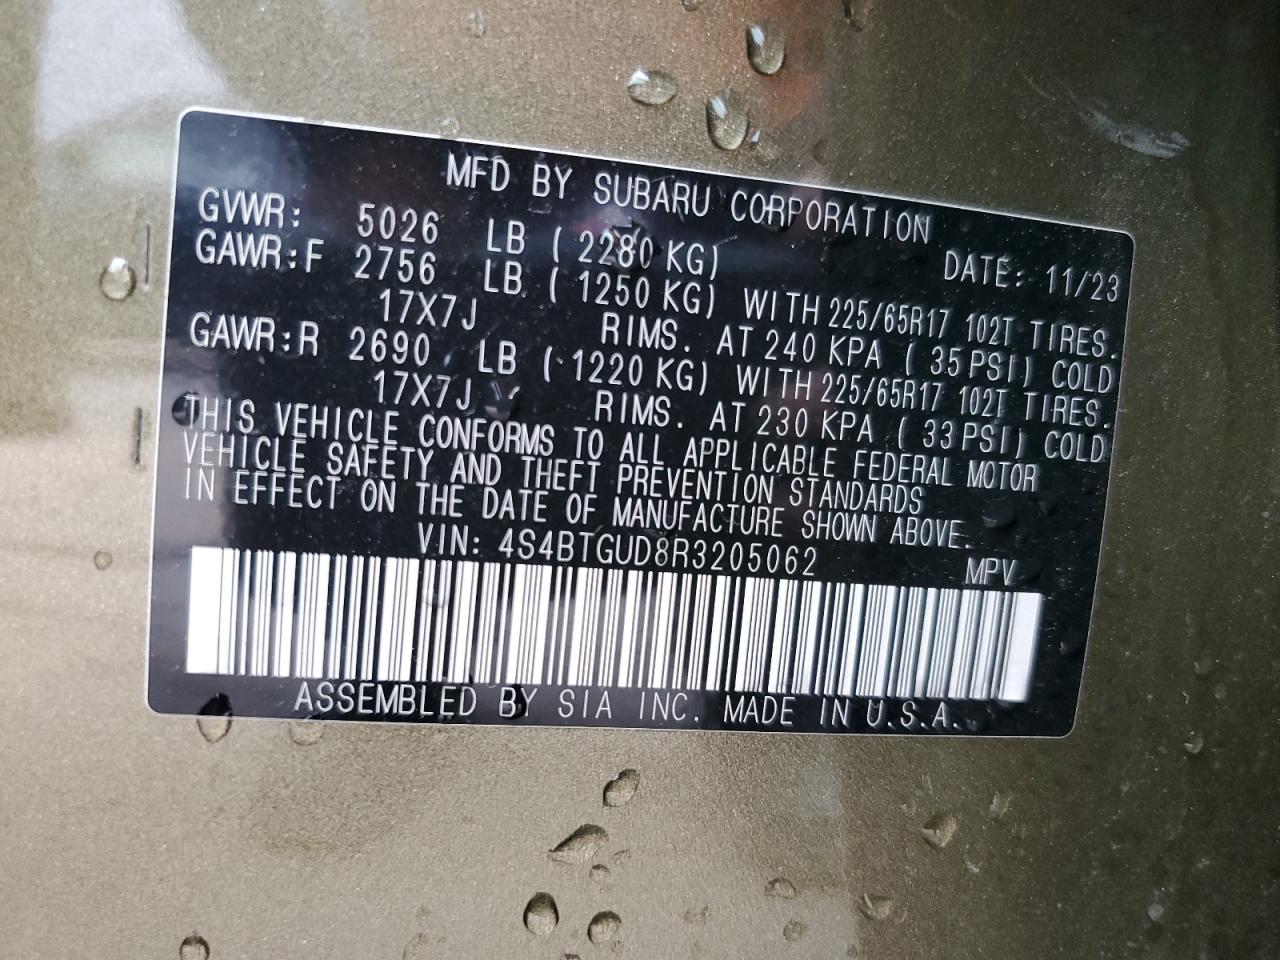 MFD BY SUBARU CORPORATION
GVWR: 5026 LB ( 2280 KG) DATE: 11/23
GAWR:F 2756 LB ( 1250 KG) WITH 225/65R17 102T TIRES.
17X7J RIMS. AT 240 KPA ( 35 PSI) COLD
GAWR:R 2690 LB ( 1220 KG) WITH 225/65R17 102T TIRES.
17X7J RIMS. AT 230 KPA ( 33 PSI) COLD
THIS VEHICLE CONFORMS TO ALL APPLICABLE FEDERAL MOTOR
VEHICLE SAFETY AND THEFT PREVENTION STANDARDS
IN EFFECT ON THE DATE OF MANUFACTURE SHOWN ABOVE.
VIN: 4S4BTGUD8R3205062 MPV
ASSEMBLED BY SIA INC. MADE IN U.S.A.